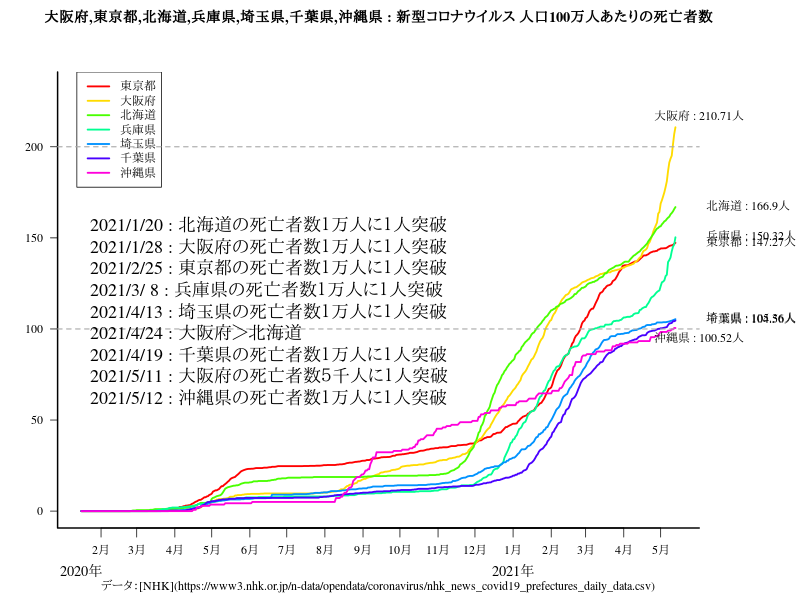 大阪府,東京都,北海道,兵庫県,埼玉県,千葉県,沖縄県 : 新型コロナウイルス 人口100万人あたりの死亡者数
東京都
大阪府
北海道
兵庫県
埼玉県
千葉県
沖縄県
大阪府 : 210.71人
北海道 : 166.9人
兵庫県 : 150.32人
東京都 : 147.27人
沖縄県 : 100.52人
2021/1/20 : 北海道の死亡者数1万人に1人突破
2021/1/28 : 大阪府の死亡者数1万人に1人突破
2021/2/25 : 東京都の死亡者数1万人に1人突破
2021/3/ 8 : 兵庫県の死亡者数1万人に1人突破
2021/4/13 : 埼玉県の死亡者数1万人に1人突破
2021/4/24 : 大阪府＞北海道
2021/4/19 : 千葉県の死亡者数1万人に1人突破
2021/5/11 : 大阪府の死亡者数5千人に1人突破
2021/5/12 : 沖縄県の死亡者数1万人に1人突破
200
150
100
50
0
2月 3月 4月 5月 6月 7月 8月 9月 10月 11月 12月 1月 2月 3月 4月 5月
2020年 2021年
データ : [NHK](https://www3.nhk.or.jp/n-data/opendata/coronavirus/nhk_news_covid19_prefectures_daily_data.csv)